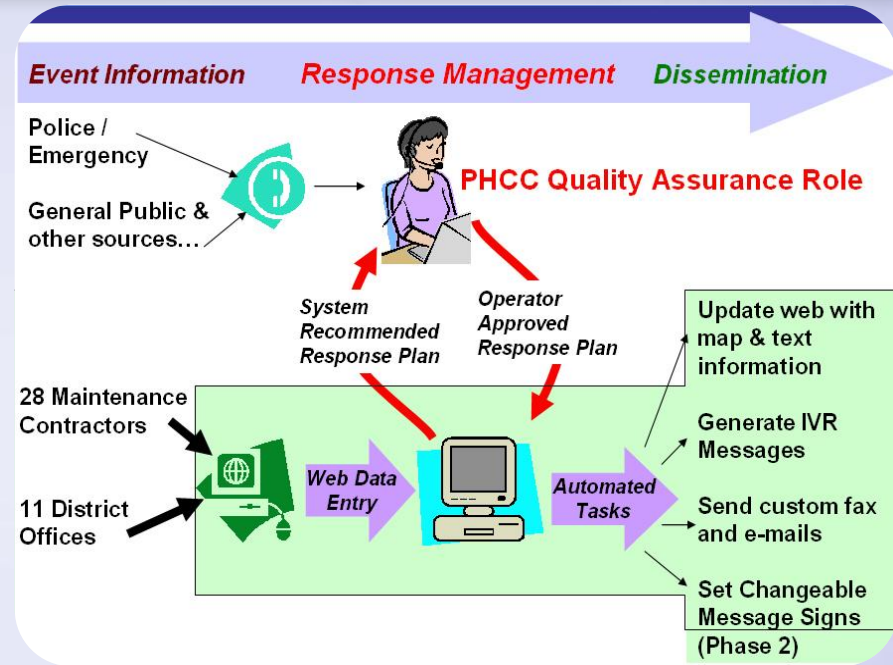 Event Information
Response Management
Dissemination
Police /
Emergency
General Public &
other sources…
PHCC Quality Assurance Role
System
Recommended
Response Plan
Operator
Approved
Response Plan
28 Maintenance
Contractors
11 District
Offices
Web Data
Entry
Automated
Tasks
Update web with
map & text
information
Generate IVR
Messages
Send custom fax
and e-mails
Set Changeable
Message Signs
(Phase 2)